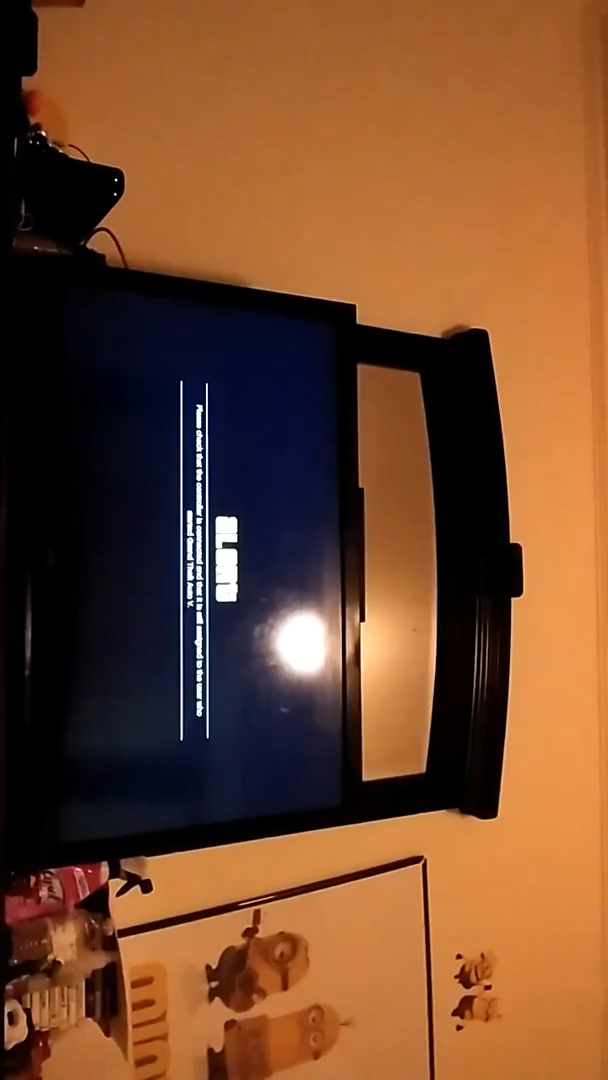 alert
Please check that the controller is connected and that it is still assigned to the user who
started Grand Theft Auto V.